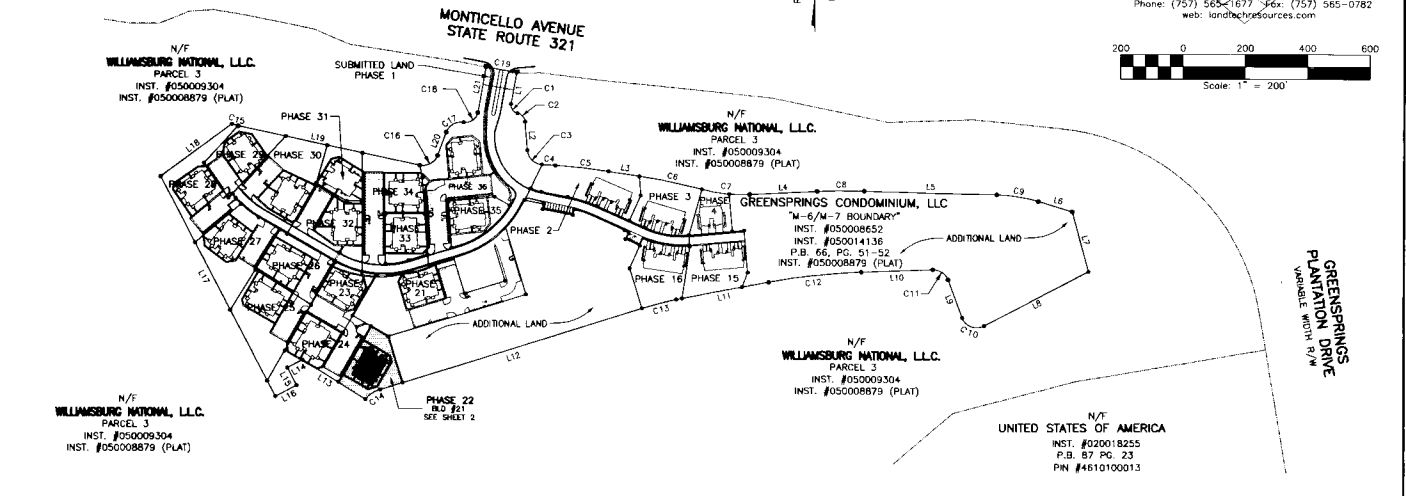 Phone: (757) 565-1677 Fax: (757) 565-0782
web: landtechresources.com
200 0 200 400 600
Scale: 1" = 200'
MONTICELLO AVENUE
STATE ROUTE 321
N/F
WILLIAMSBURG NATIONAL, L.L.C.
PARCEL 3
INST. #050009304
INST. #050008879 (PLAT)
SUBMITTED LAND
PHASE 1
C19
L21
L1
C18
C1
C2
C17
L2
C3
L20
C16
PHASE 31
C15
L19
L18
PHASE 29
PHASE 30
PHASE 28
PHASE 34
PHASE 36
PHASE 35
PHASE 32
PHASE 33
PHASE 27
PHASE 26
PHASE 25
PHASE 23
PHASE 21
PHASE 24
L17
C4
C5
L3
C6
C7
L4
C8
L5
C9
L6
L7
N/F
WILLIAMSBURG NATIONAL, L.L.C.
PARCEL 3
INST. #050009304
INST. #050008879 (PLAT)
PHASE 2
PHASE 3
PHASE 4
GREENSPRINGS CONDOMINIUM, LLC
"M-6/M-7 BOUNDARY"
INST. #050008652
INST. #050014136
P.B. 66, PG. 51-52
INST. #050008879 (PLAT)
ADDITIONAL LAND
PHASE 16
PHASE 15
L10
C11
L9
C10
L8
C12
L11
C13
ADDITIONAL LAND
L12
L14
L15
L16
L13
C14
PHASE 22
BLD #21
SEE SHEET 2
N/F
WILLIAMSBURG NATIONAL, L.L.C.
PARCEL 3
INST. #050009304
INST. #050008879 (PLAT)
N/F
WILLIAMSBURG NATIONAL, L.L.C.
PARCEL 3
INST. #050009304
INST. #050008879 (PLAT)
GREENSPRINGS
PLANTATION DRIVE
VARIABLE WIDTH R/W
N/F
UNITED STATES OF AMERICA
INST. #020018255
P.B. 87 PG. 23
PIN #4610100013